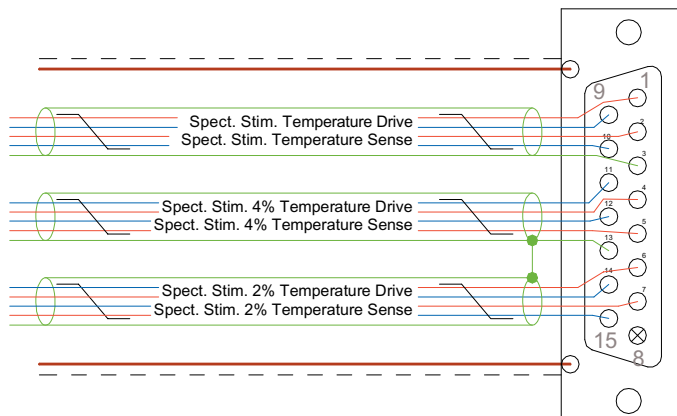 1
9
Spect. Stim. Temperature Drive
2
10
Spect. Stim. Temperature Sense
3
11
4
Spect. Stim. 4% Temperature Drive
12
Spect. Stim. 4% Temperature Sense
5
13
6
14
Spect. Stim. 2% Temperature Drive
7
Spect. Stim. 2% Temperature Sense
15
8